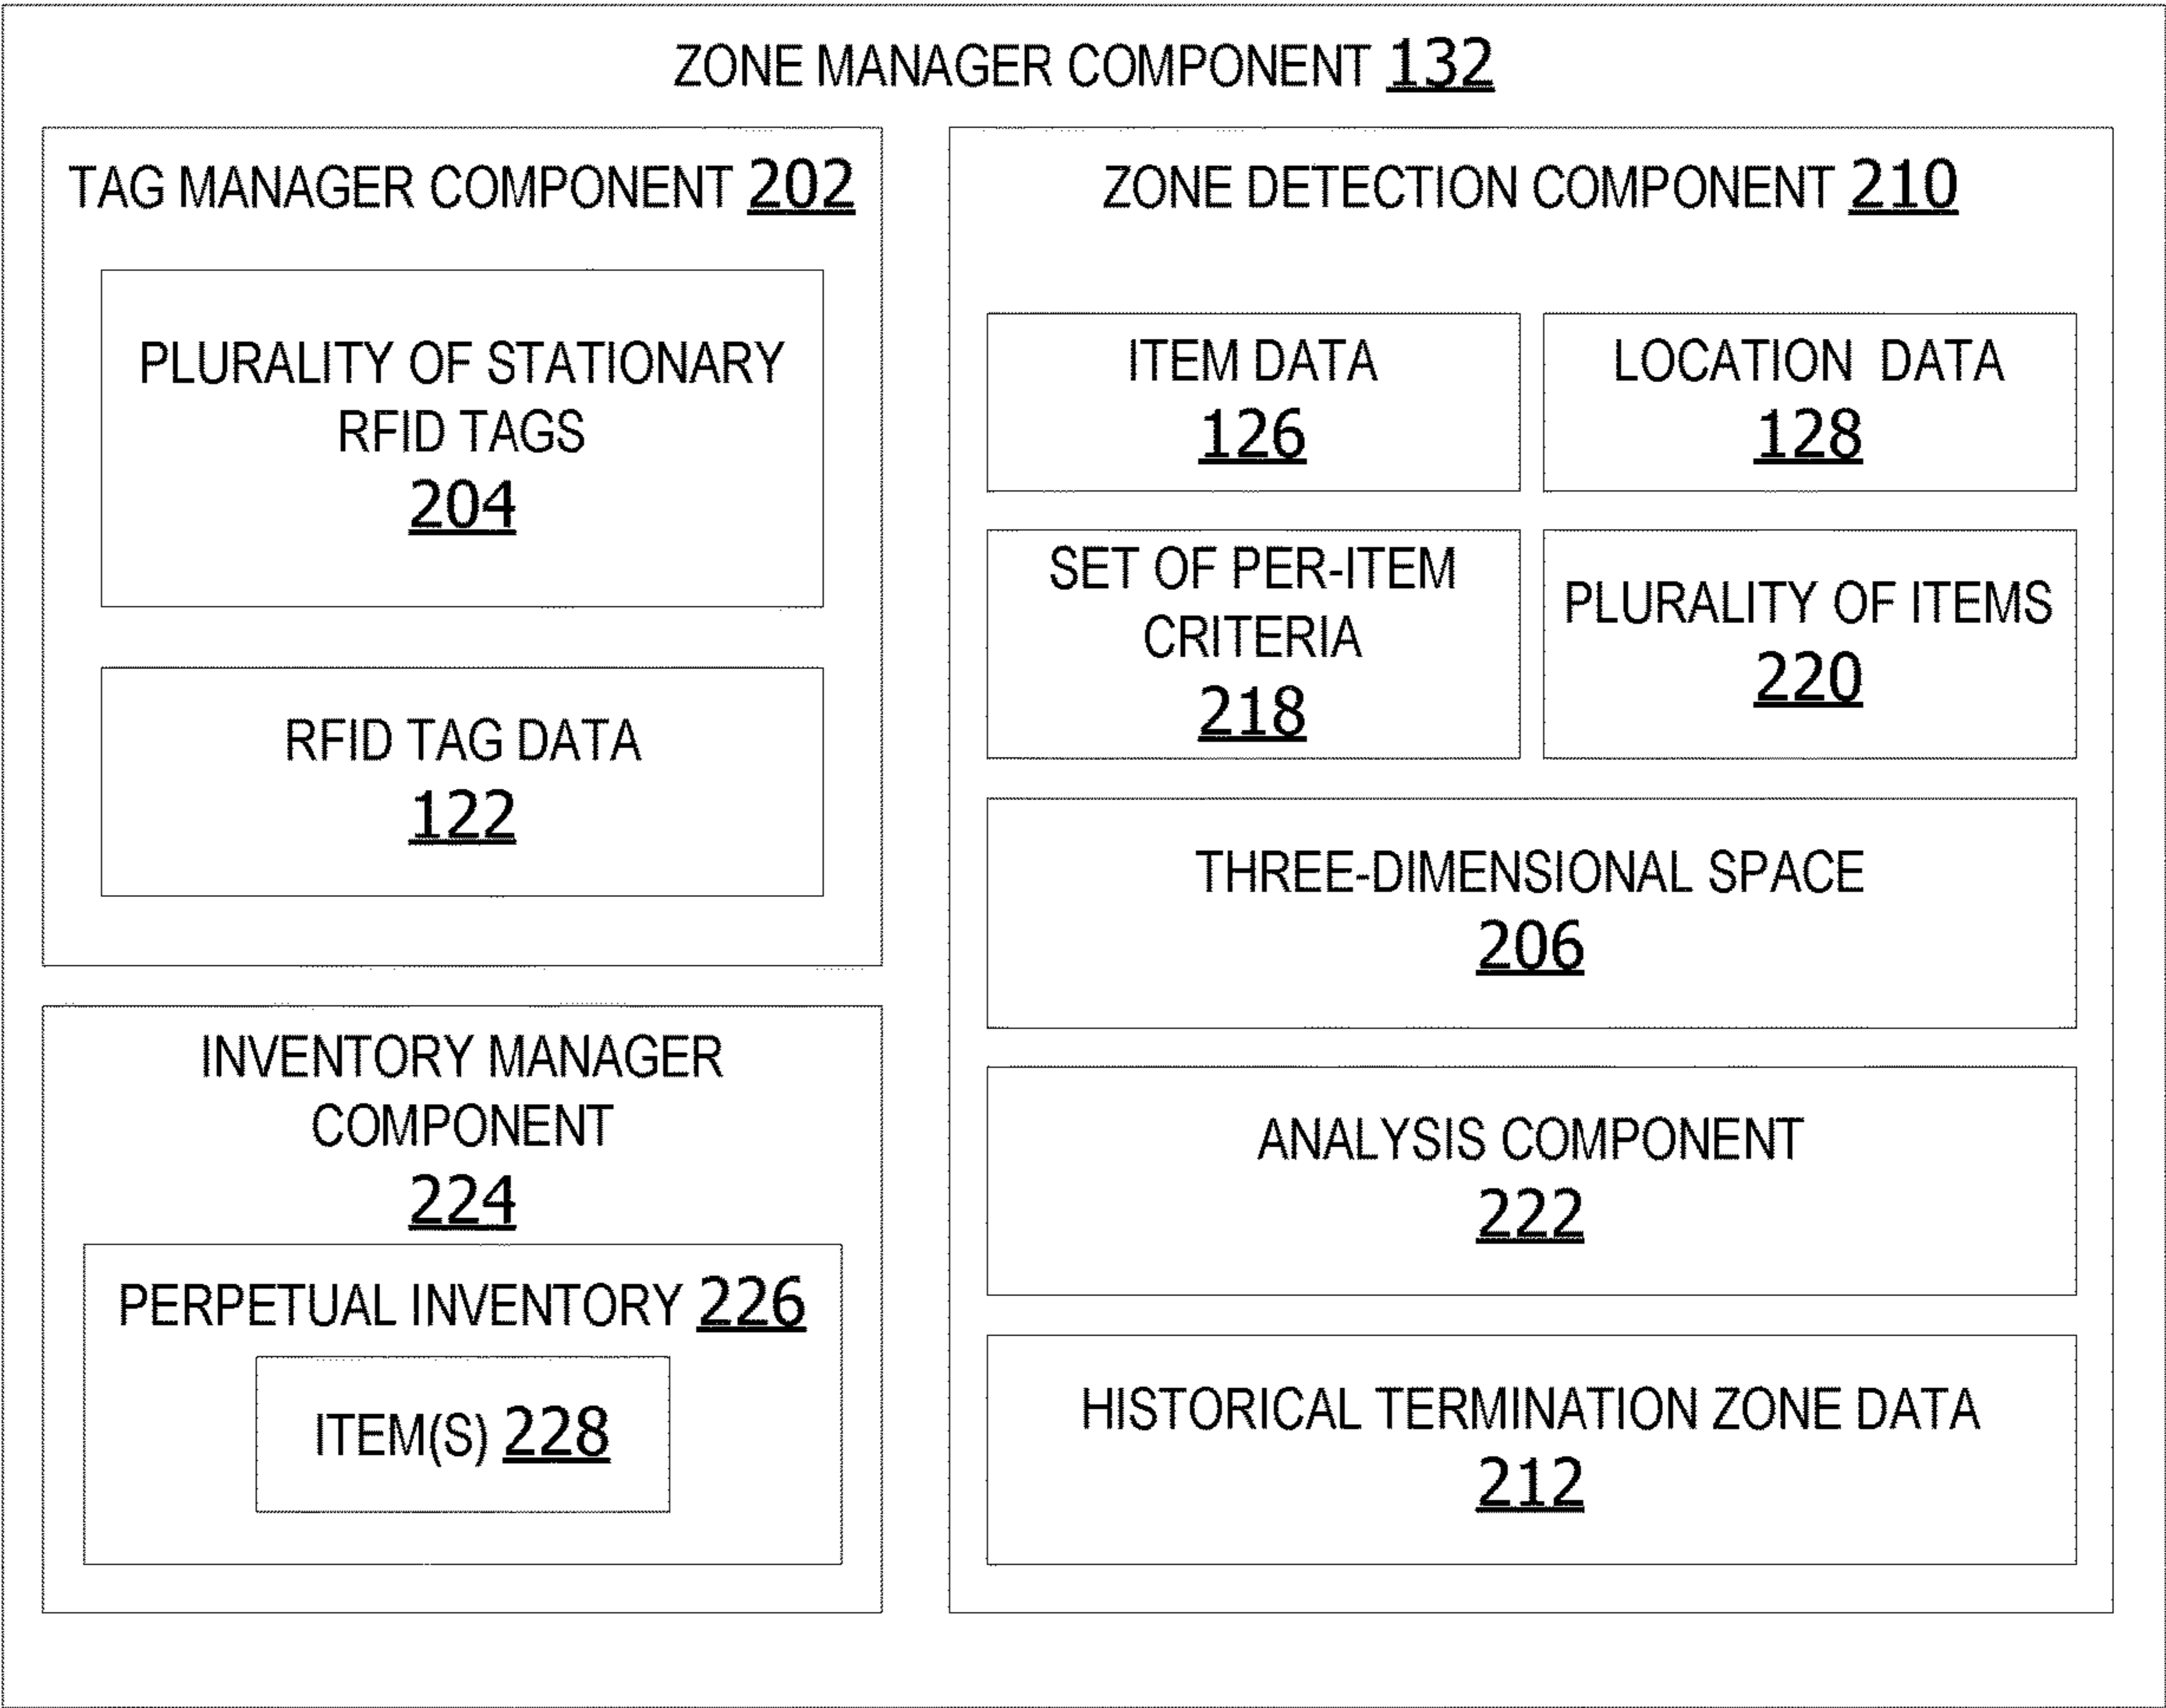 ZONE MANAGER COMPONENT 132
TAG MANAGER COMPONENT 202
PLURALITY OF STATIONARY
RFID TAGS
204
RFID TAG DATA
122
INVENTORY MANAGER
COMPONENT
224
PERPETUAL INVENTORY 226
ITEM(S) 228
ZONE DETECTION COMPONENT 210
ITEM DATA
126
LOCATION DATA
128
SET OF PER-ITEM
CRITERIA
218
PLURALITY OF ITEMS
220
THREE-DIMENSIONAL SPACE
206
ANALYSIS COMPONENT
222
HISTORICAL TERMINATION ZONE DATA
212